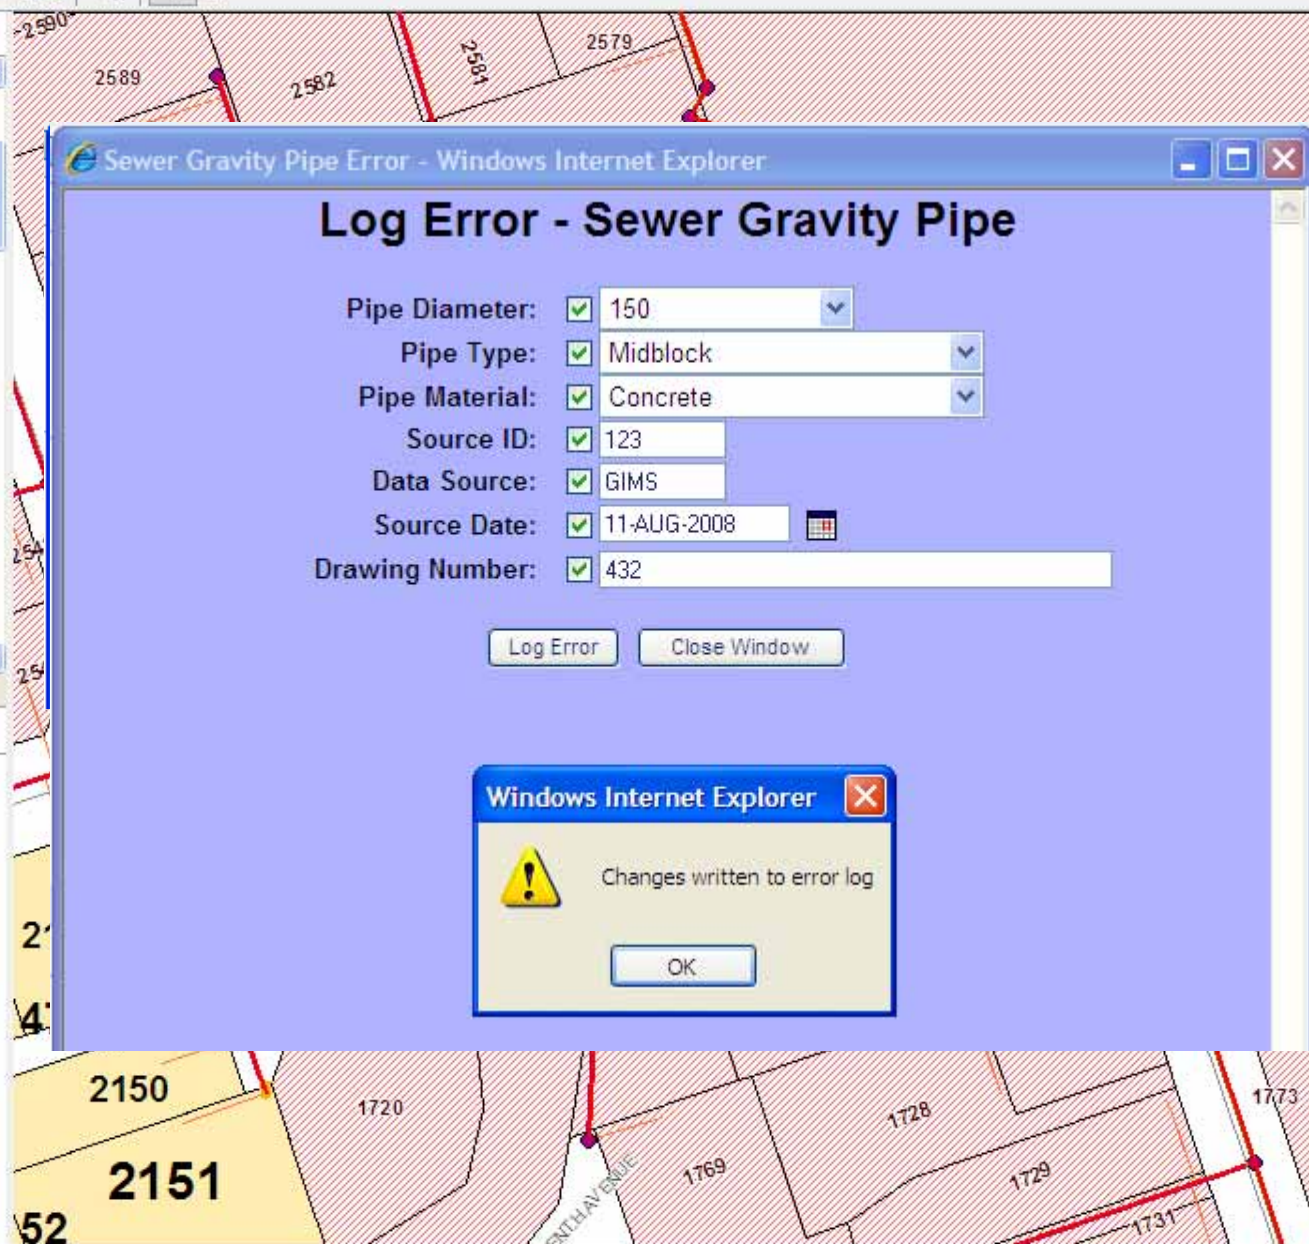 2590
2589
2582
2581
2579
Sewer Gravity Pipe Error - Windows Internet Explorer
Log Error - Sewer Gravity Pipe
Pipe Diameter: 150
Pipe Type: Midblock
Pipe Material: Concrete
Source ID: 123
Data Source: GIMS
Source Date: 11-AUG-2008
Drawing Number: 432
Log Error Close Window
Windows Internet Explorer
Changes written to error log
OK
2150
1720
1728
1773
2151
1769
1729
1731
52
ENTH AVENUE